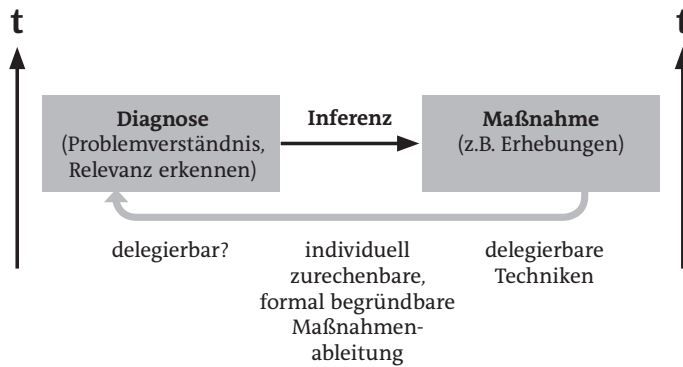 t
t
Diagnose
(Problemverständnis,
Relevanz erkennen)
Inferenz
Maßnahme
(z.B. Erhebungen)
delegierbar?
individuell
zurechenbare,
formal begründbare
Maßnahmen-
ableitung
delegierbare
Techniken